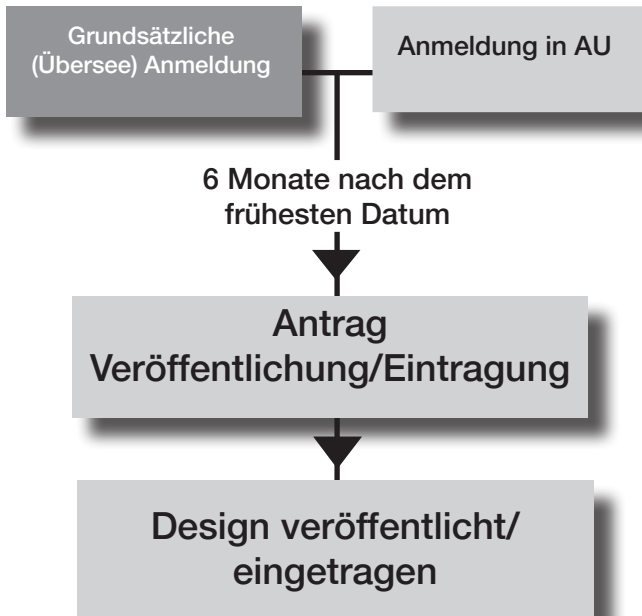 Grundsätzliche
(Übersee) Anmeldung
Anmeldung in AU
6 Monate nach dem
frühesten Datum
Antrag
Veröffentlichung/Eintragung
Design veröffentlicht/
eingetragen